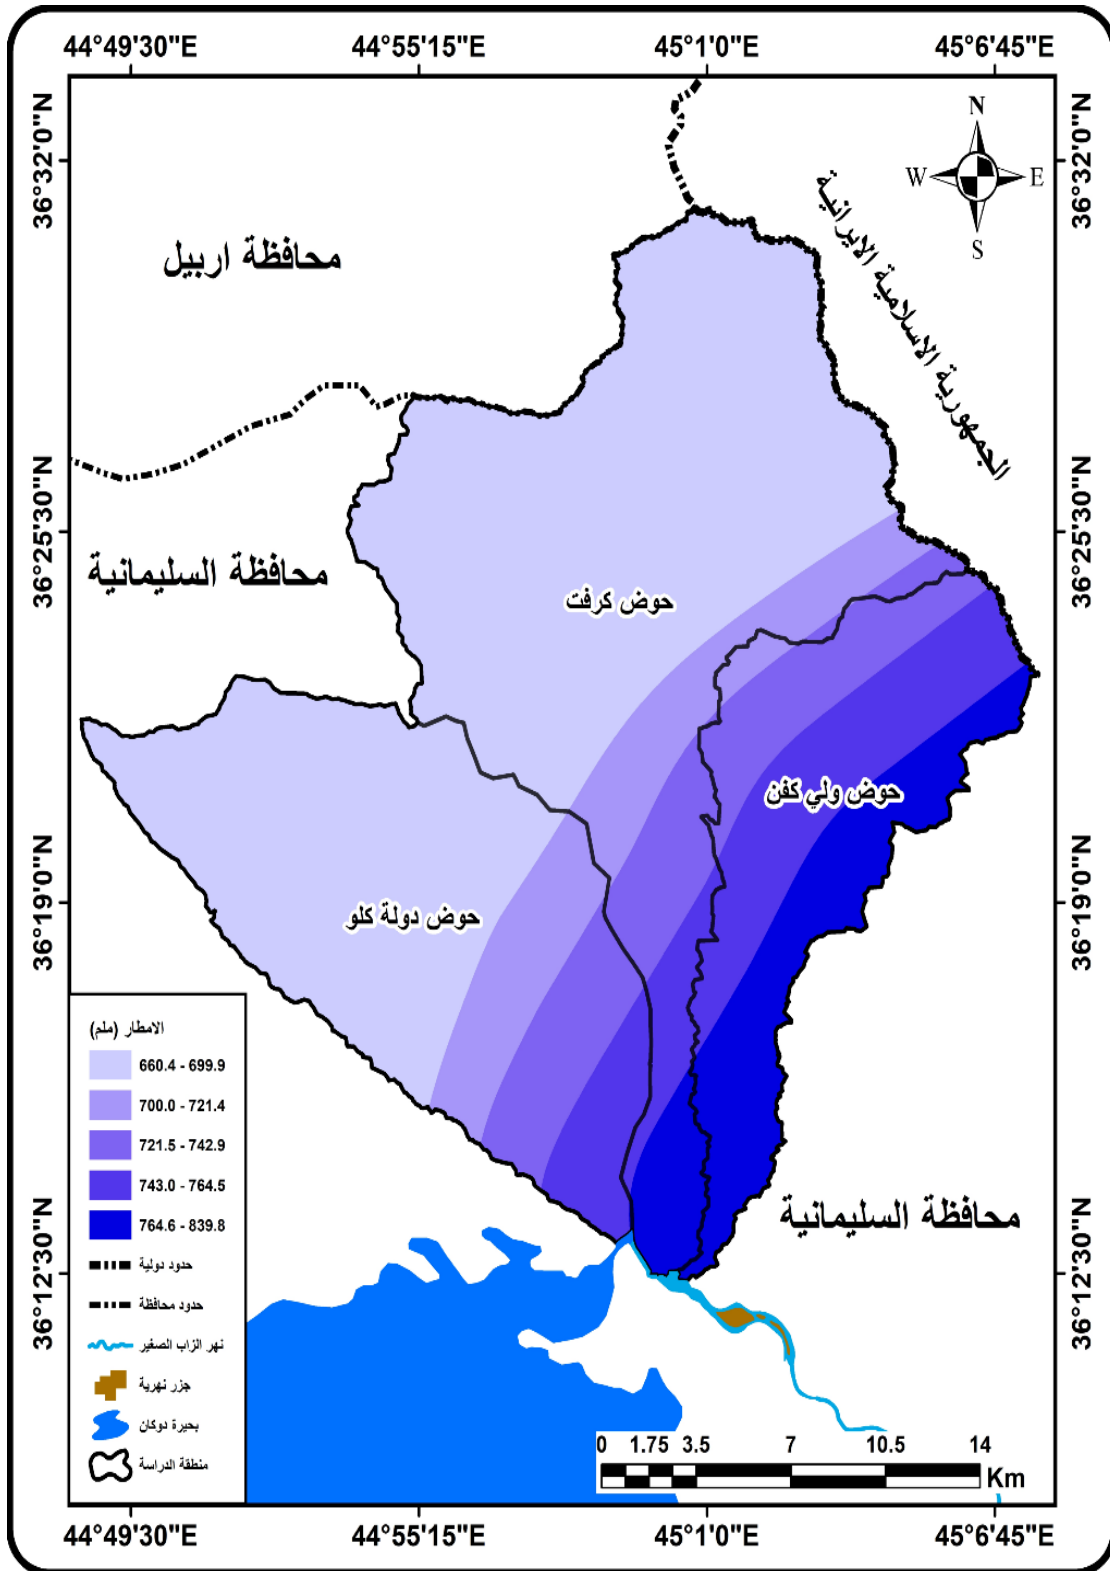 44°49'30"E 44°55'15"E 45°1'0"E 45°6'45"E
36°32'0"N
36°32'0"N
N
W E
S
محافظة اربيل
الجمهورية الاسلامية الايرانية
36°25'30"N
36°25'30"N
محافظة السليمانية
حوض كرفت
حوض ولي كفن
36°19'0"N
36°19'0"N
حوض دولة كلو
الامطار (ملم)
660.4 - 699.9
700.0 - 721.4
721.5 - 742.9
743.0 - 764.5
764.6 - 839.8
حدود دولية
حدود محافظة
نهر الزاب الصغير
جزر نهرية
بحيرة دوكان
منطقة الدراسة
محافظة السليمانية
36°12'30"N
36°12'30"N
0 1.75 3.5 7 10.5 14
Km
44°49'30"E 44°55'15"E 45°1'0"E 45°6'45"E